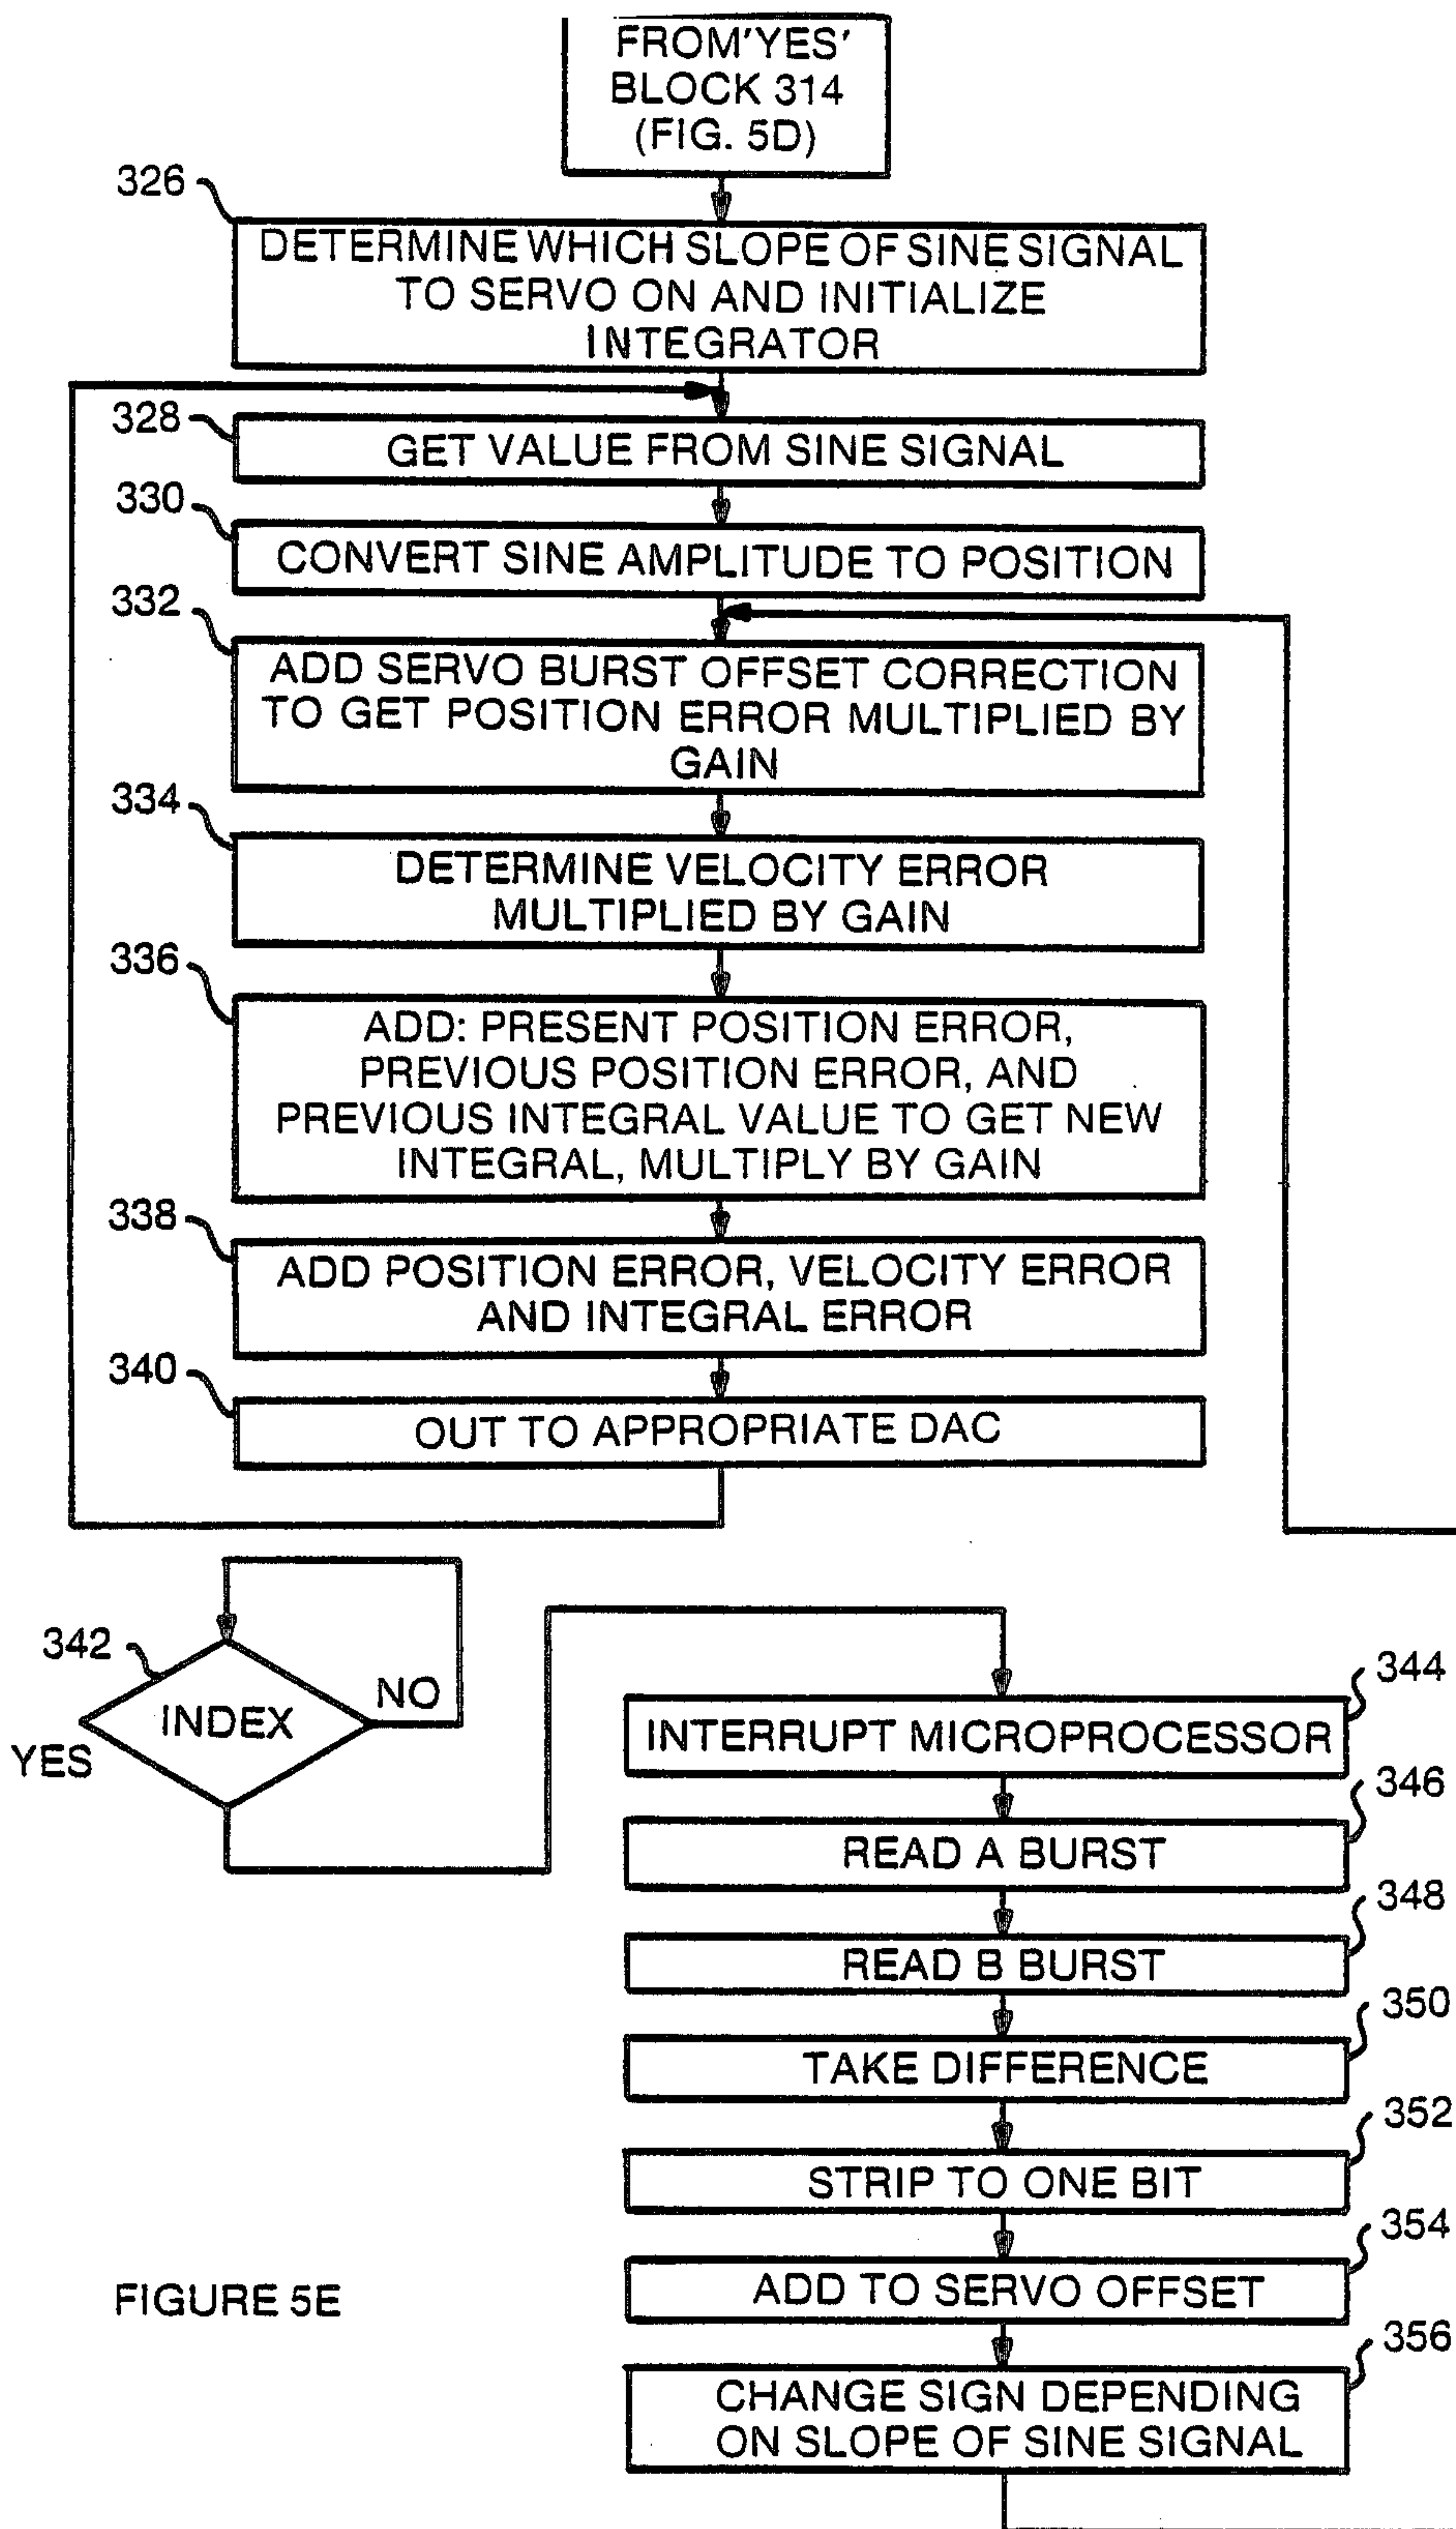 FROM'YES'
BLOCK 314
(FIG. 5D)
326
DETERMINE WHICH SLOPE OF SINE SIGNAL
TO SERVO ON AND INITIALIZE
INTEGRATOR
328
GET VALUE FROM SINE SIGNAL
330
CONVERT SINE AMPLITUDE TO POSITION
332
ADD SERVO BURST OFFSET CORRECTION
TO GET POSITION ERROR MULTIPLIED BY
GAIN
334
DETERMINE VELOCITY ERROR
MULTIPLIED BY GAIN
336
ADD: PRESENT POSITION ERROR,
PREVIOUS POSITION ERROR, AND
PREVIOUS INTEGRAL VALUE TO GET NEW
INTEGRAL, MULTIPLY BY GAIN
338
ADD POSITION ERROR, VELOCITY ERROR
AND INTEGRAL ERROR
340
OUT TO APPROPRIATE DAC
342
INDEX
NO
YES
344
INTERRUPT MICROPROCESSOR
346
READ A BURST
348
READ B BURST
350
TAKE DIFFERENCE
352
STRIP TO ONE BIT
354
ADD TO SERVO OFFSET
356
CHANGE SIGN DEPENDING
ON SLOPE OF SINE SIGNAL
FIGURE 5E